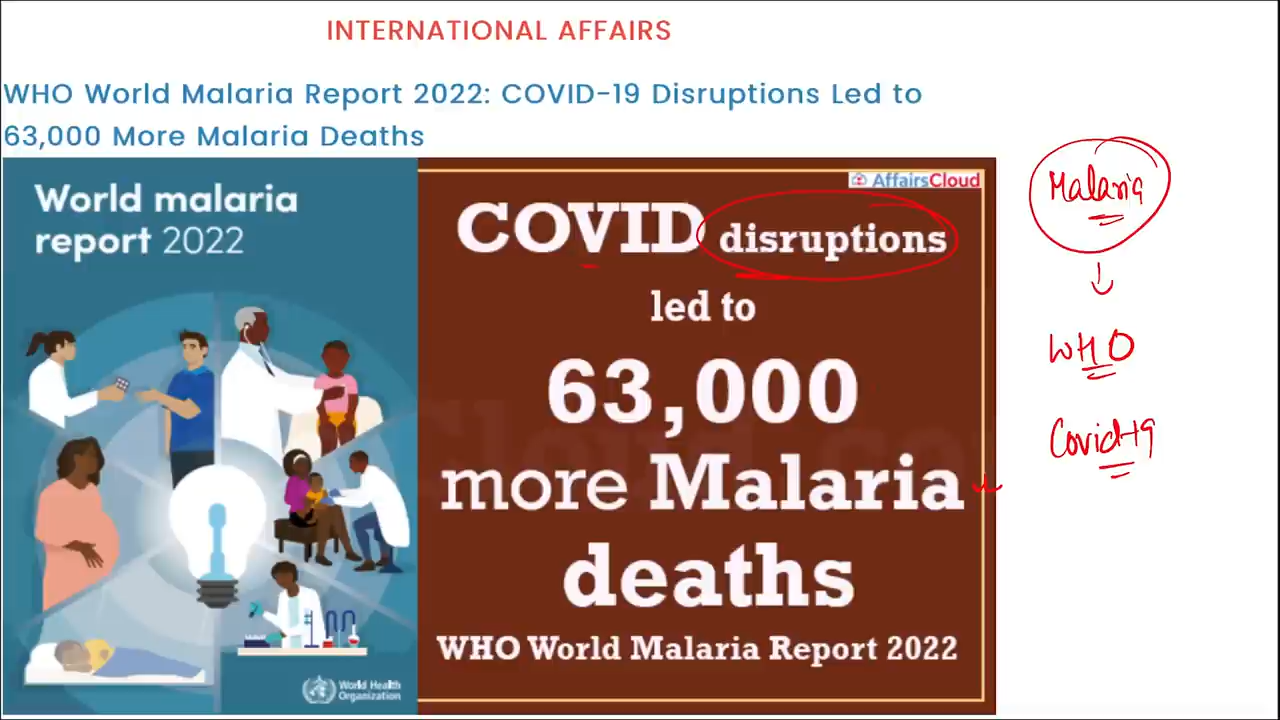 INTERNATIONAL AFFAIRS
WHO World Malaria Report 2022: COVID-19 Disruptions Led to
63,000 More Malaria Deaths
World malaria
report 2022
World Health
Organization
AffairsCloud
COVID disruptions
led to
63,000
more Malaria
deaths
WHO World Malaria Report 2022
Malaria
WHO
Covid-19